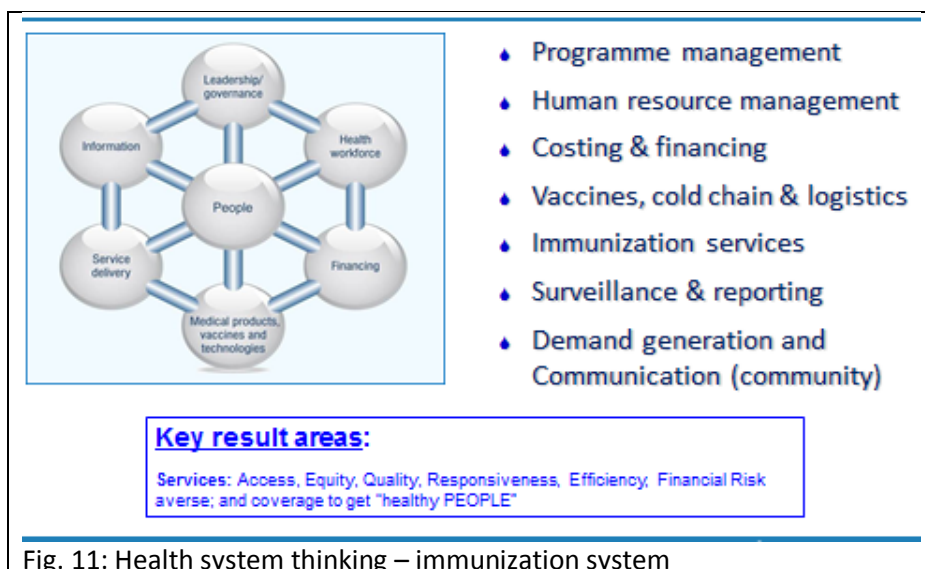 Leadership/
governance
Information
Health
workforce
People
Service
delivery
Financing
Medical products,
vaccines and
technologies
Programme management
Human resource management
Costing & financing
Vaccines, cold chain & logistics
Immunization services
Surveillance & reporting
Demand generation and
Communication (community)
Key result areas:
Services: Access, Equity, Quality, Responsiveness, Efficiency, Financial Risk
averse; and coverage to get "healthy PEOPLE"
Fig. 11: Health system thinking – immunization system